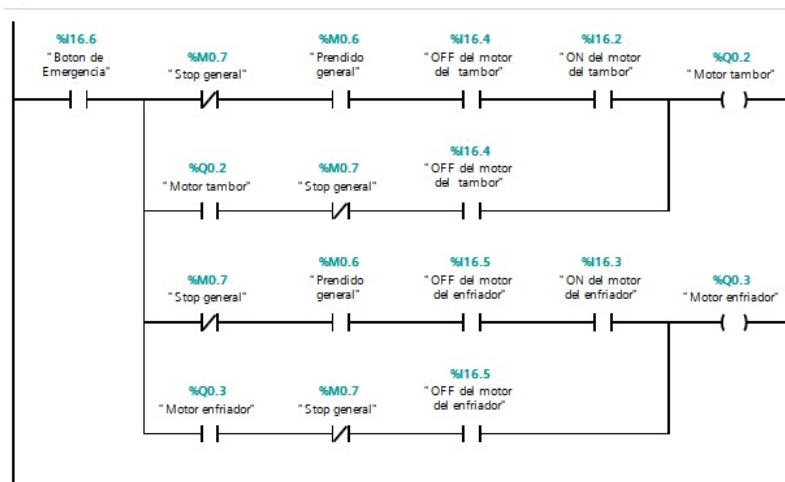 %I16.6
"Boton de
Emergencia"
%M0.7
"Stop general"
%M0.6
"Prendido
general"
%I16.4
"OFF del motor
del tambor"
%I16.2
"ON del motor
del tambor"
%Q0.2
"Motor tambor"
%Q0.2
"Motor tambor"
%M0.7
"Stop general"
%I16.4
"OFF del motor
del tambor"
%M0.7
"Stop general"
%M0.6
"Prendido
general"
%I16.5
"OFF del motor
del enfriador"
%I16.3
"ON del motor
del enfriador"
%Q0.3
"Motor enfriador"
%Q0.3
"Motor enfriador"
%M0.7
"Stop general"
%I16.5
"OFF del motor
del enfriador"